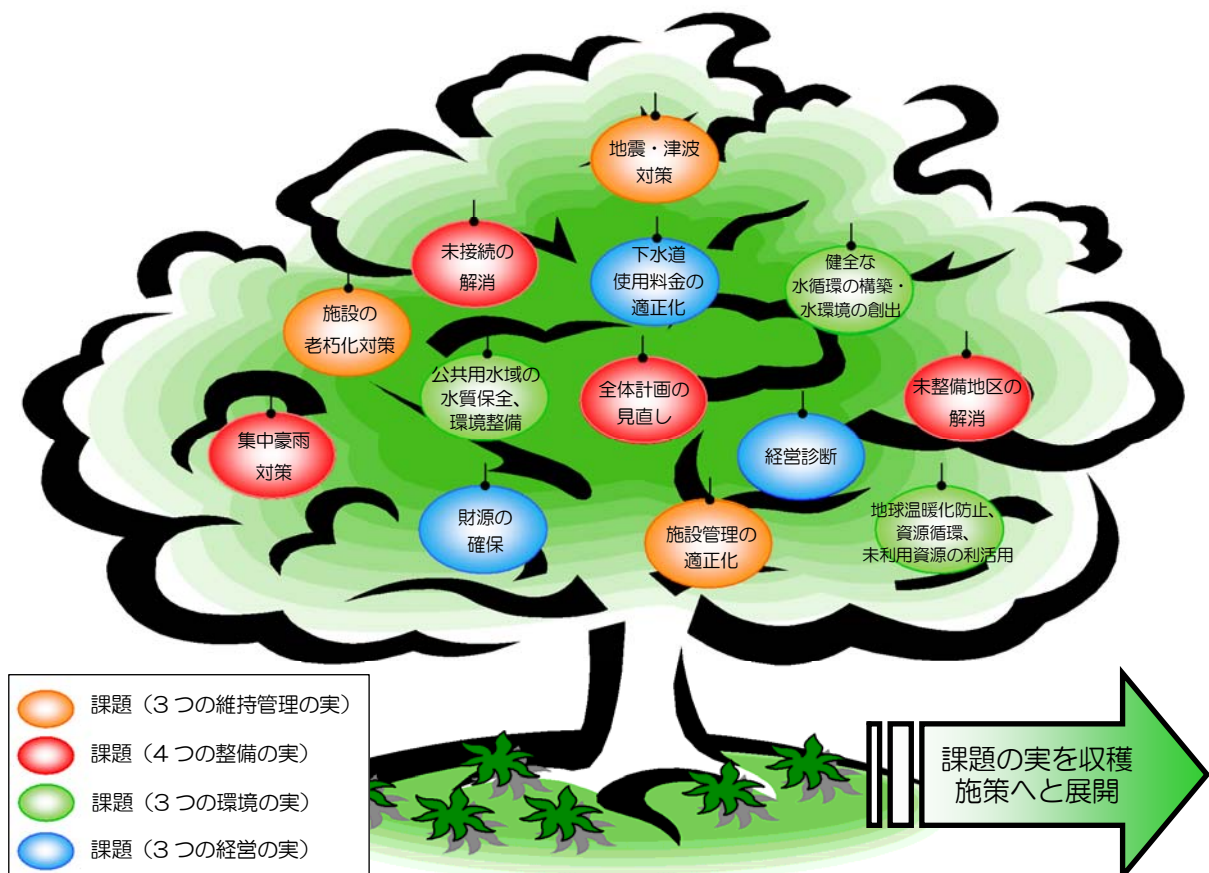 地震・津波
対策
未接続の
解消
下水道
使用料金の
適正化
健全な
水循環の構築・
水環境の創出
施設の
老朽化対策
公共用水域の
水質保全、
環境整備
全体計画の
見直し
未整備地区の
解消
集中豪雨
対策
経営診断
財源の
確保
施設管理の
適正化
地球温暖化防止、
資源循環、
未利用資源の利活用
課題（３つの維持管理の実）
課題（４つの整備の実）
課題（３つの環境の実）
課題（３つの経営の実）
課題の実を収穫
施策へと展開